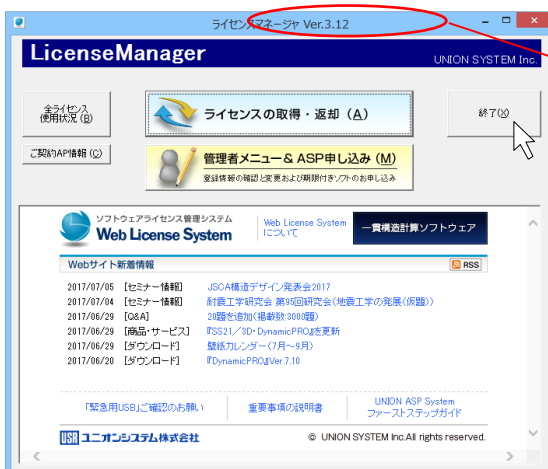 ライセンスマネージャ Ver.3.12
LicenseManager
UNION SYSTEM Inc.
全ライセンス
使用状況 (B)
ライセンスの取得・返却 (A)
終了(X)
ご契約AP情報 (C)
管理者メニュー & ASP申し込み (M)
登録情報の確認と変更および期限付きソフトのお申し込み
ソフトウェアライセンス管理システム
Web License System
Web License System
について
一貫構造計算ソフトウェア
Webサイト新着情報
RSS
2017/07/05 [セミナー情報] JSCA構造デザイン発表会2017
2017/07/04 [セミナー情報] 耐震工学研究会 第95回研究会(地震工学の発展(仮題))
2017/06/29 [Q&A] 20題を追加(掲載数:3000題)
2017/06/29 [商品・サービス] 『SS21/3D・DynamicPRO』を更新
2017/06/29 [ダウンロード] 壁紙カレンダー(7月~9月)
2017/06/20 [ダウンロード] 『DynamicPRO』Ver.7.10
「緊急用USB」ご確認のお願い
重要事項の説明書
UNION ASP System
ファーストステップガイド
USR ユニオンシステム株式会社
© UNION SYSTEM Inc.All rights reserved.